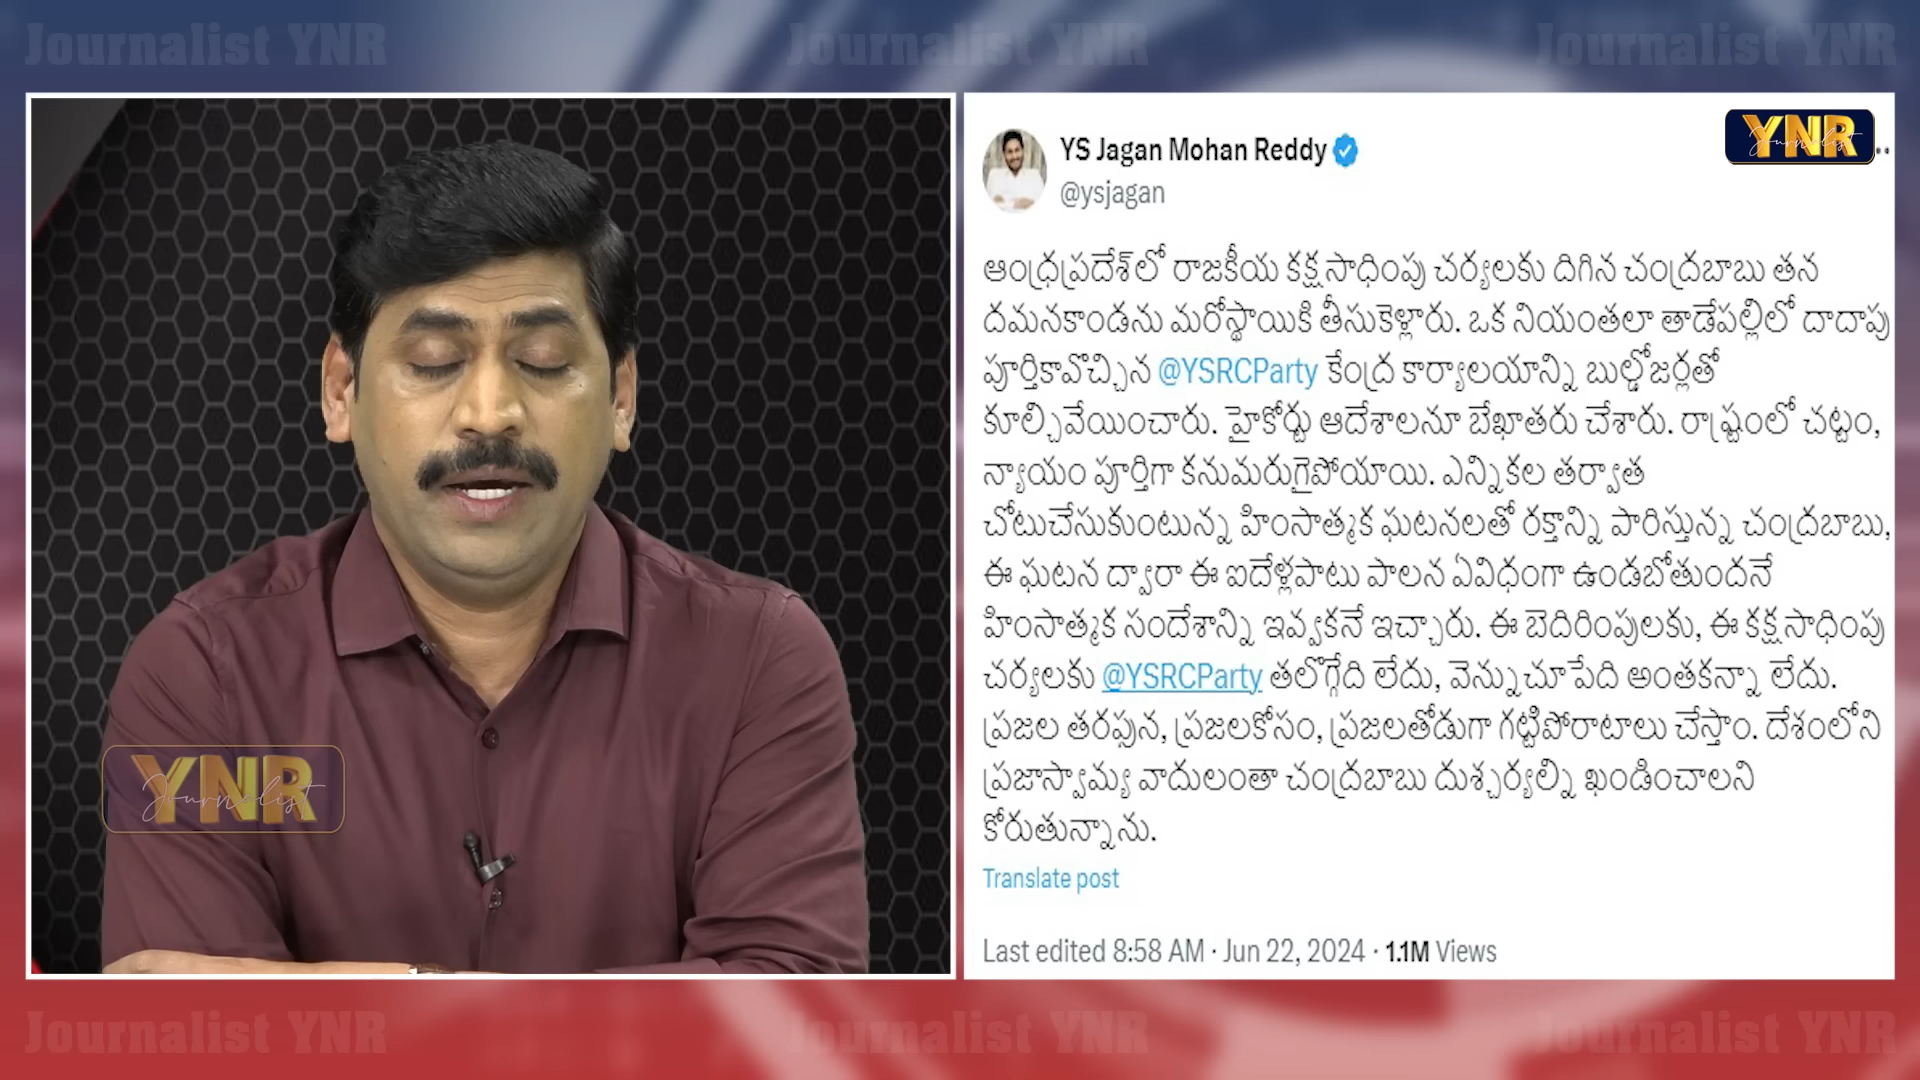 Journalist YNR
Journalist YNR
Journalist YNR
YNR
Journalist
YS Jagan Mohan Reddy
@ysjagan
ఆంధ్రప్రదేశ్‌లో రాజకీయ కక్షసాధింపు చర్యలకు దిగిన చంద్రబాబు తన
దమనకాండను మరోస్థాయికి తీసుకెళ్లారు. ఒక నియంతలా తాడేపల్లిలో దాదాపు
పూర్తికావొచ్చిన @YSRCParty కేంద్ర కార్యాలయాన్ని బుల్డోజర్లతో
కూల్చివేయించారు. హైకోర్టు ఆదేశాలనూ బేఖాతరు చేశారు. రాష్ట్రంలో చట్టం,
న్యాయం పూర్తిగా కనుమరుగైపోయాయి. ఎన్నికల తర్వాత
చోటుచేసుకుంటున్న హింసాత్మక ఘటనలతో రక్తాన్ని పారిస్తున్న చంద్రబాబు,
ఈ ఘటన ద్వారా ఈ ఐదేళ్లపాటు పాలన ఏవిధంగా ఉండబోతుందనే
హింసాత్మక సందేశాన్ని ఇవ్వకనే ఇచ్చారు. ఈ బెదిరింపులకు, ఈ కక్షసాధింపు
చర్యలకు @YSRCParty తలొగ్గేది లేదు, వెన్నుచూపేది అంతకన్నా లేదు.
ప్రజల తరఫున, ప్రజలకోసం, ప్రజలతోడుగా గట్టిపోరాటాలు చేస్తాం. దేశంలోని
ప్రజాస్వామ్య వాదులంతా చంద్రబాబు దుశ్చర్యల్ని ఖండించాలని
కోరుతున్నాను.
Translate post
Last edited 8:58 AM · Jun 22, 2024 · 1.1M Views
YNR
Journalist
Journalist YNR
Journalist YNR
Journalist YNR